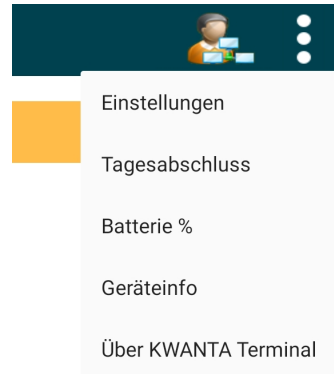 Einstellungen
Tagesabschluss
Batterie %
Geräteinfo
Über KWANTA Terminal